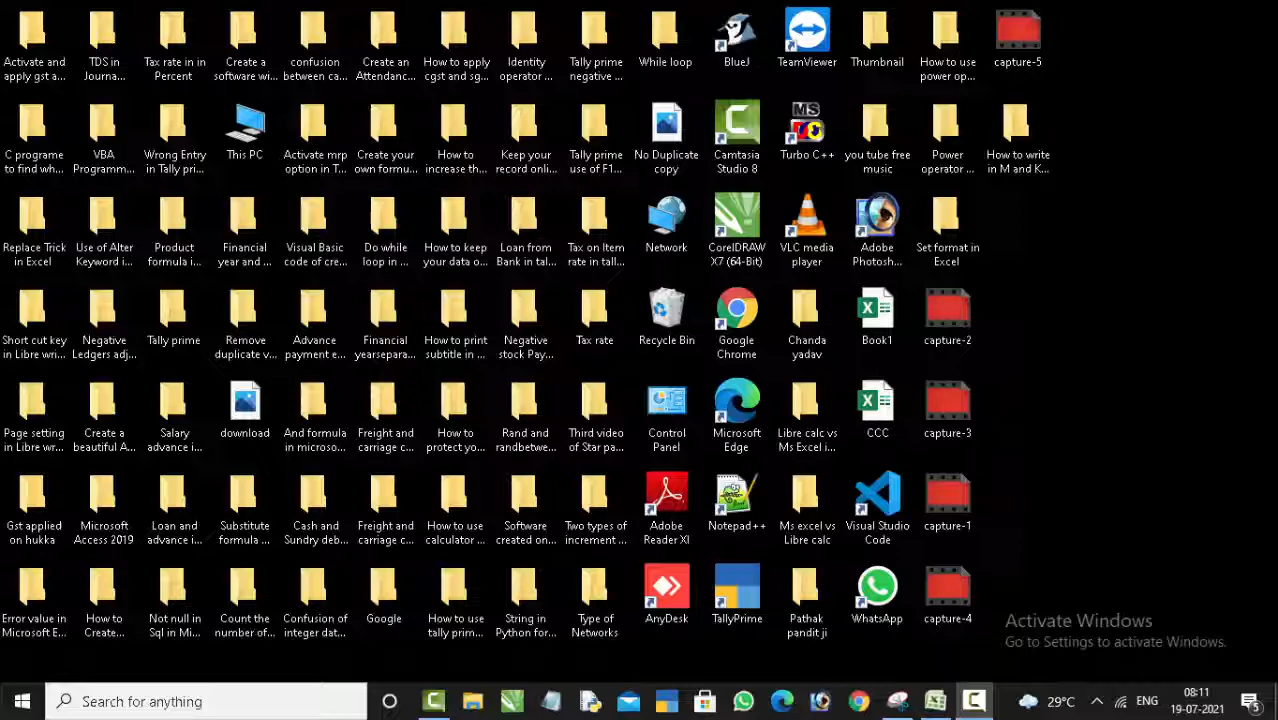 Activate and
apply gst a...
TDS in
Journa...
Tax rate in in
Percent
Create a
software wi...
confusion
between ca...
Create an
Attendanc...
How to apply
cgst and sg...
Identity
operator ...
Tally prime
negative ...
While loop
BlueJ
TeamViewer
Thumbnail
How to use
power op...
capture-5
C programe
to find wh...
VBA
Programm...
Wrong Entry
in Tally pri...
This PC
Activate mrp
option in T...
Create your
own formu...
How to
increase th...
Keep your
record onli...
Tally prime
use of F1...
No Duplicate
copy
Camtasia
Studio 8
MS
Turbo C++
you tube free
music
Power
operator ...
How to write
in M and K...
Replace Trick
in Excel
Use of Alter
Keyword i...
Product
formula i...
Financial
year and ...
Visual Basic
code of cre...
Do while
loop in ...
How to keep
your data o...
Loan from
Bank in tal...
Tax on Item
rate in tall...
Network
CorelDRAW
X7 (64-Bit)
VLC media
player
Adobe
Photosh...
Set format in
Excel
Short cut key
in Libre wri...
Negative
Ledgers adj...
Tally prime
Remove
duplicate v...
Advance
payment e...
Financial
yearsepara...
How to print
subtitle in ...
Negative
stock Pay...
Tax rate
Recycle Bin
Google
Chrome
Chanda
yadav
Book1
capture-2
Page setting
in Libre wr...
Create a
beautiful A...
Salary
advance i...
download
And formula
in microso...
Freight and
carriage c...
How to
protect yo...
Rand and
randbetwe...
Third video
of Star pa...
Control
Panel
Microsoft
Edge
Libre calc vs
Ms Excel i...
CCC
capture-3
Gst applied
on hukka
Microsoft
Access 2019
Loan and
advance i...
Substitute
formula ...
Cash and
Sundry deb...
Freight and
carriage c...
How to use
calculator ...
Software
created on...
Two types of
increment ...
Adobe
Reader XI
Notepad++
Ms excel vs
Libre calc
Visual Studio
Code
capture-1
Error value in
Microsoft E...
How to
Create...
Not null in
Sql in Mi...
Count the
number of...
Confusion of
integer dat...
Google
How to use
tally prim...
String in
Python for...
Type of
Networks
AnyDesk
TallyPrime
Pathak
pandit ji
WhatsApp
capture-4
Activate Windows
Go to Settings to activate Windows.
Search for anything
29°C
ENG
08:11
19-07-2021
5